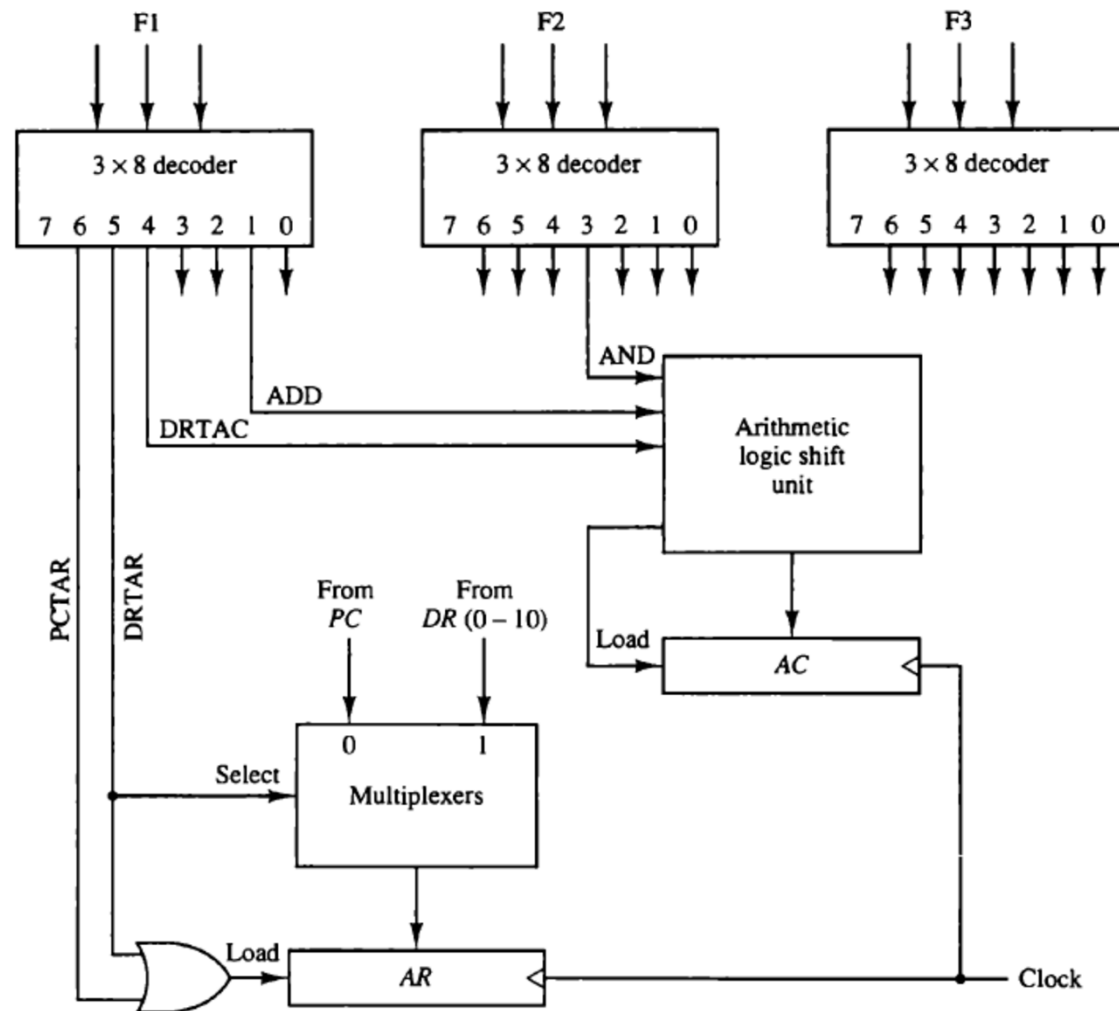 F1 F2 F3
3 × 8 decoder 3 × 8 decoder 3 × 8 decoder
7 6 5 4 3 2 1 0 7 6 5 4 3 2 1 0 7 6 5 4 3 2 1 0
AND
ADD
DRTAC
Arithmetic
logic shift
unit
PCTAR
DRTAR
From
PC
From
DR (0 – 10)
Load
AC
0 1
Select
Multiplexers
Load
AR
Clock